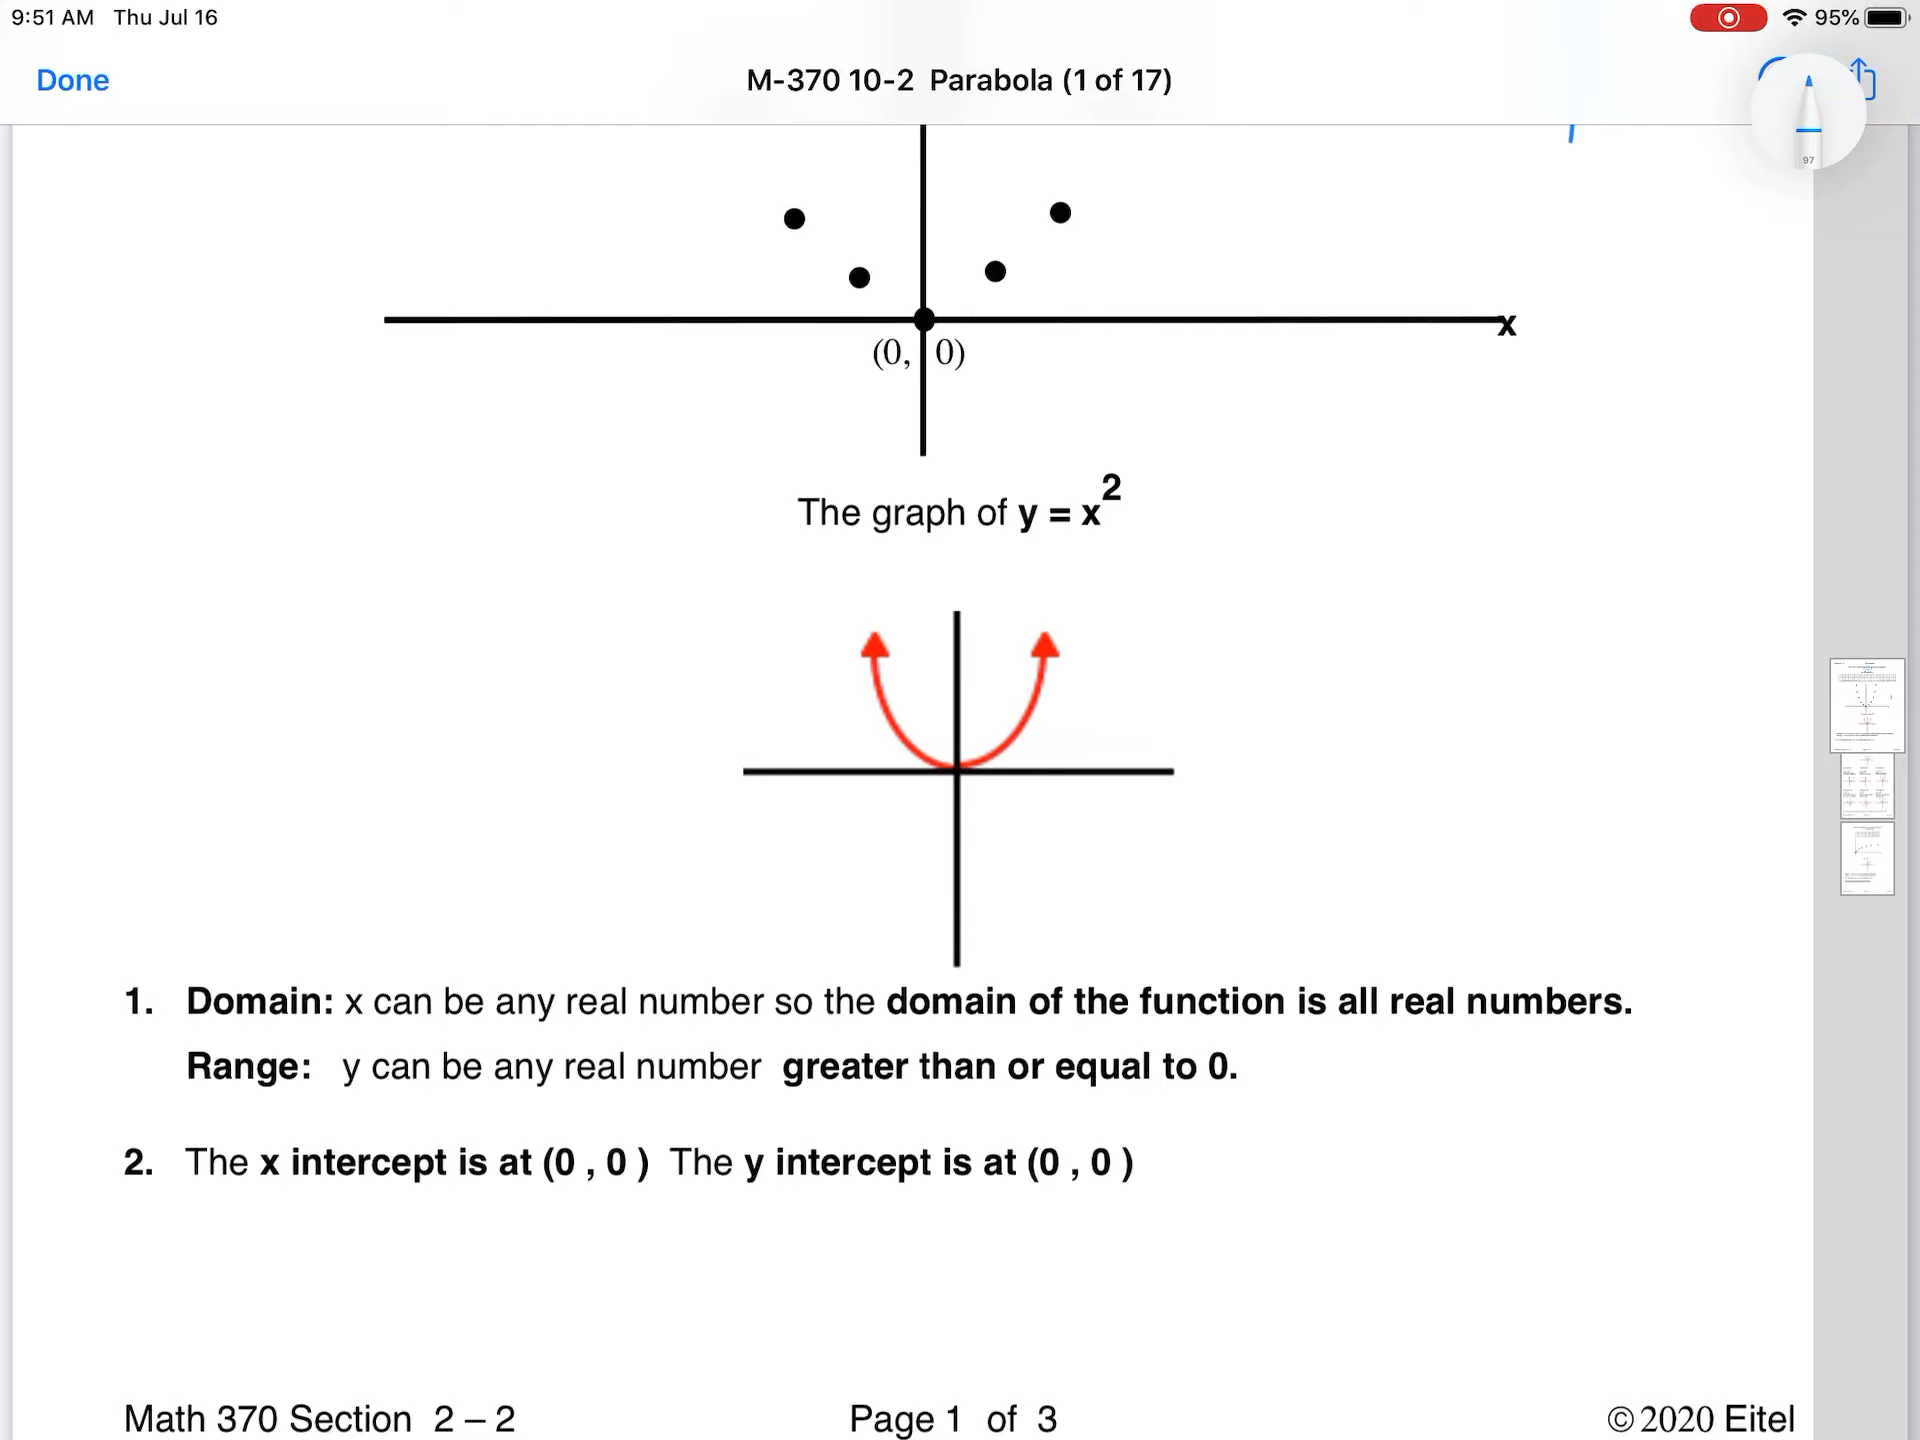 9:51 AM Thu Jul 16
95%
Done
M-370 10-2 Parabola (1 of 17)
97
x
(0, 0)
The graph of y = x²
1. Domain: x can be any real number so the domain of the function is all real numbers.
Range: y can be any real number greater than or equal to 0.
2. The x intercept is at (0 , 0 ) The y intercept is at (0 , 0 )
Math 370 Section 2 – 2
Page 1 of 3
© 2020 Eitel